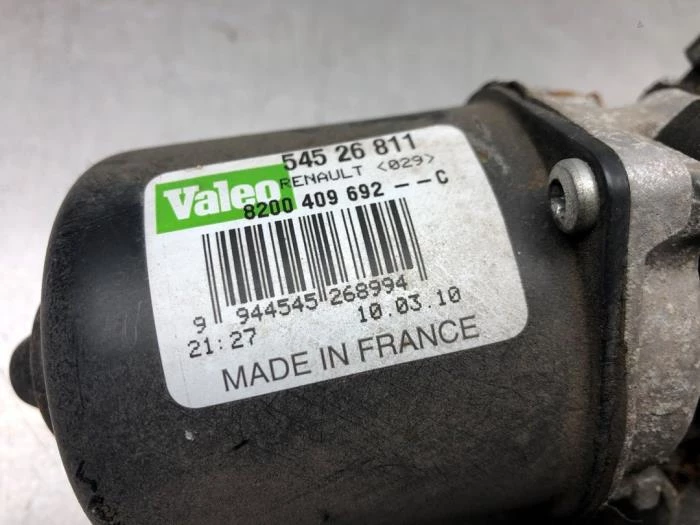 545 26 811
Valeo RENAULT <029>
8200 409 692 --C
9 944545 268994
21:27 10.03.10
MADE IN FRANCE